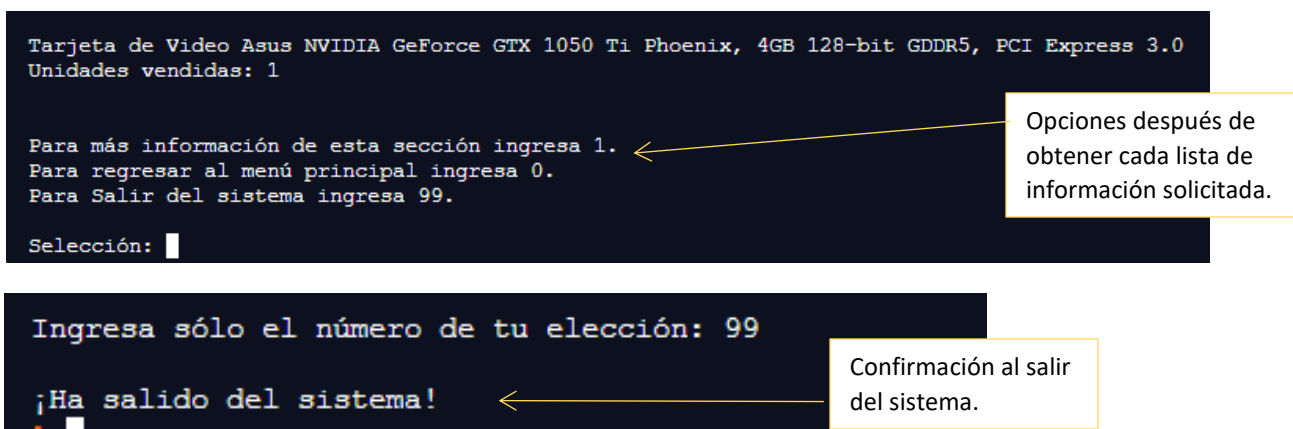 Tarjeta de Video Asus NVIDIA GeForce GTX 1050 Ti Phoenix, 4GB 128-bit GDDR5, PCI Express 3.0
Unidades vendidas: 1
Para más información de esta sección ingresa 1.
Para regresar al menú principal ingresa 0.
Para Salir del sistema ingresa 99.
Selección:
Opciones después de
obtener cada lista de
información solicitada.
Ingresa sólo el número de tu elección: 99
¡Ha salido del sistema!
Confirmación al salir
del sistema.